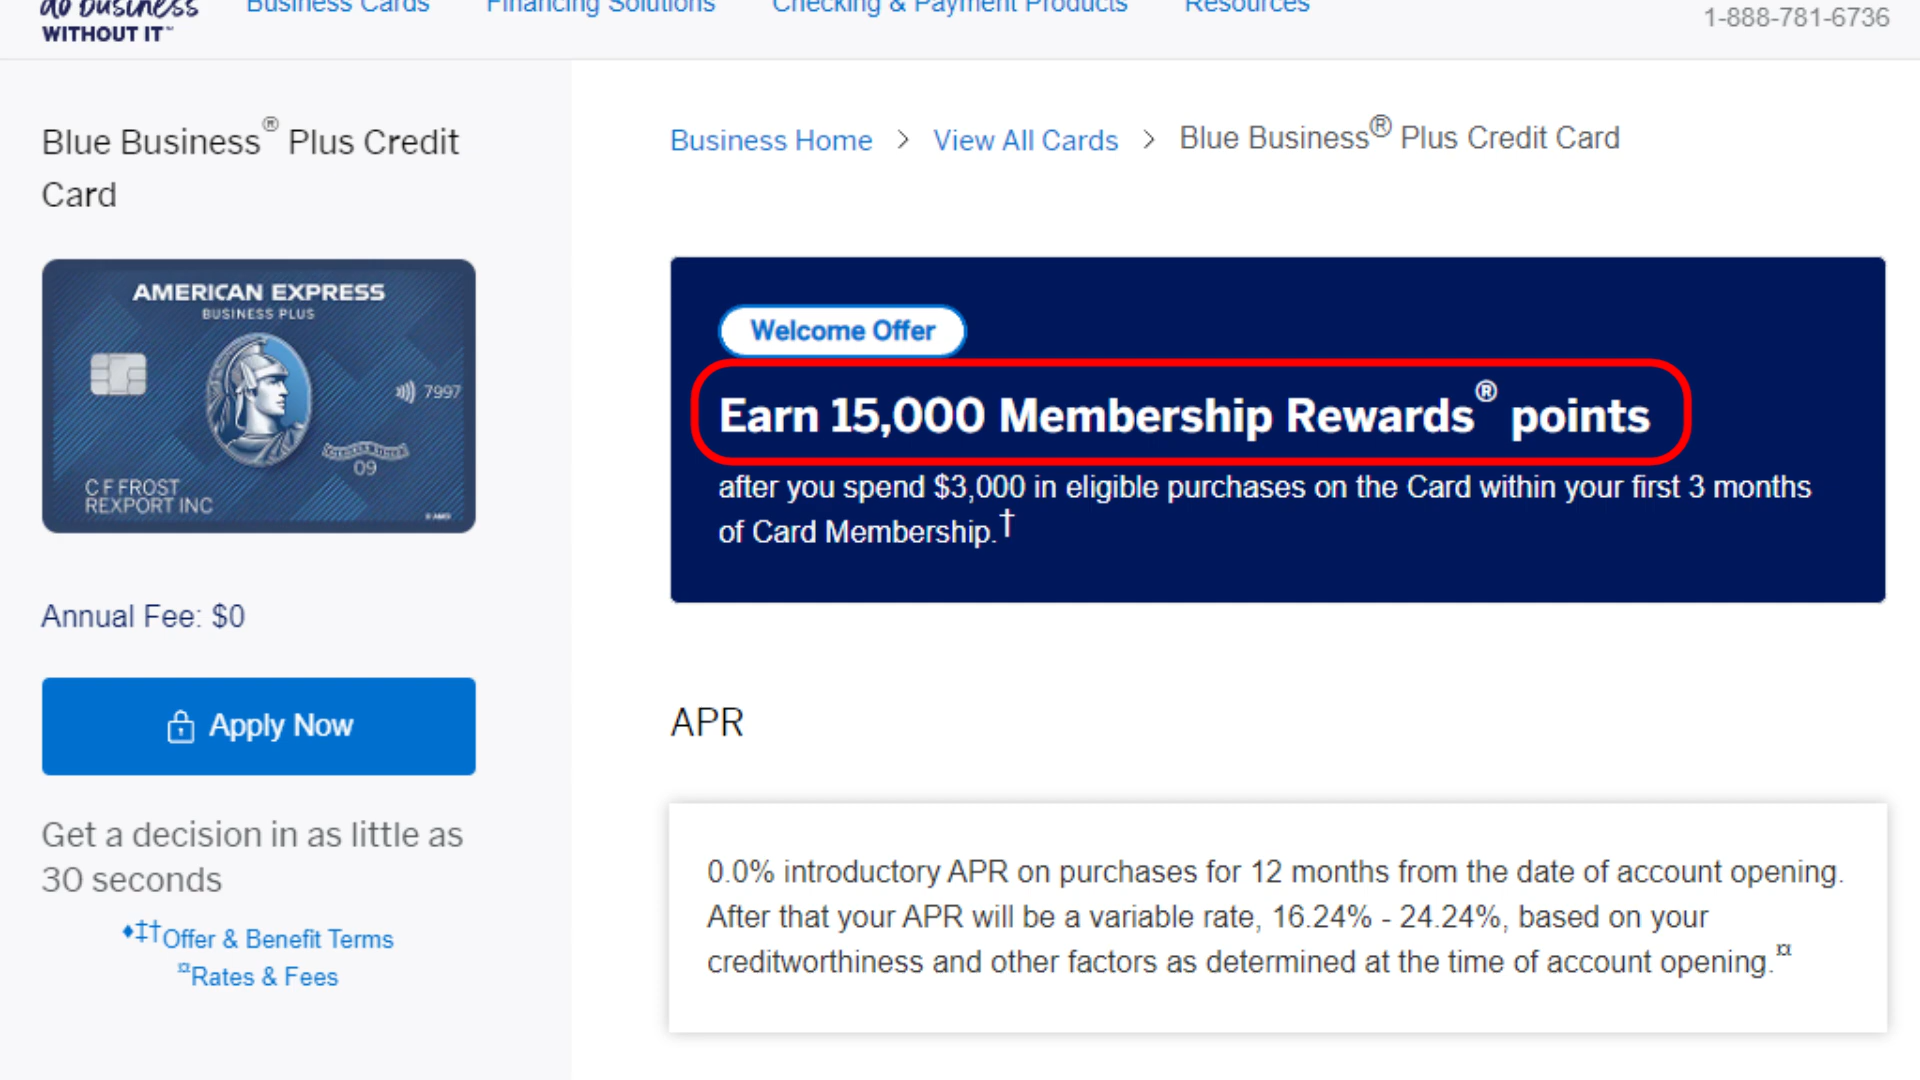 do business
WITHOUT IT™
Business Cards
Financing Solutions
Checking & Payment Products
Resources
1-888-781-6736
Blue Business® Plus Credit
Card
AMERICAN EXPRESS
BUSINESS PLUS
7997
09
C F FROST
REXPORT INC
Annual Fee: $0
Apply Now
Get a decision in as little as
30 seconds
♦‡†Offer & Benefit Terms
¤Rates & Fees
Business Home > View All Cards > Blue Business® Plus Credit Card
Welcome Offer
Earn 15,000 Membership Rewards® points
after you spend $3,000 in eligible purchases on the Card within your first 3 months
of Card Membership.†
APR
0.0% introductory APR on purchases for 12 months from the date of account opening.
After that your APR will be a variable rate, 16.24% - 24.24%, based on your
creditworthiness and other factors as determined at the time of account opening.¤